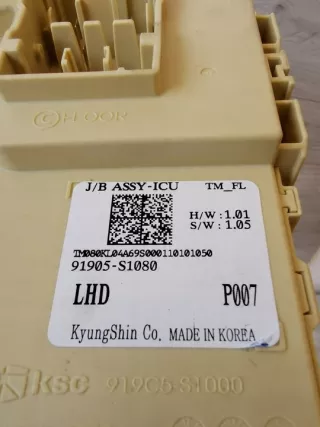 C/FLOOR
J/B ASSY-ICU TM_FL
H/W : 1.01
S/W : 1.05
TM080KL04A69S000110101050
91905-S1080
LHD P007
KyungShin Co. MADE IN KOREA
KSC 919C5-S1000